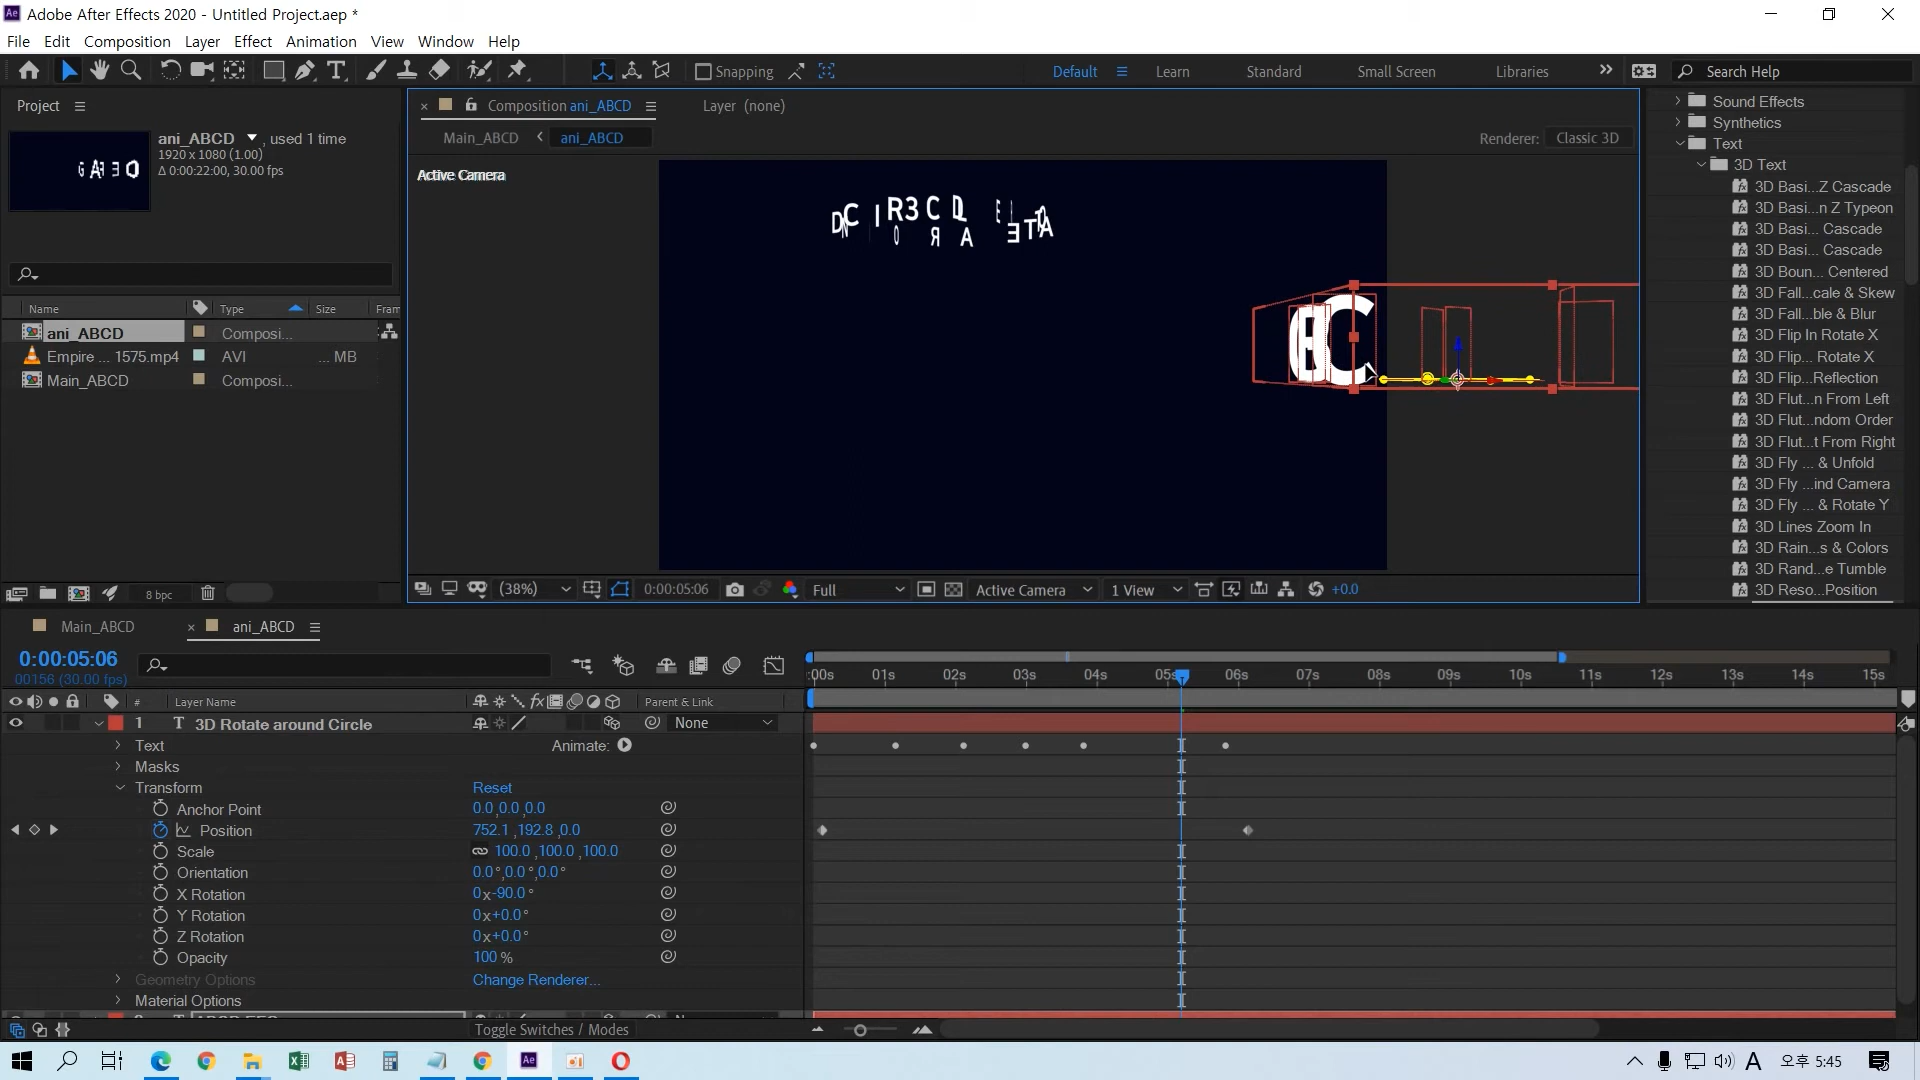 Adobe After Effects 2020 - Untitled Project.aep *
File Edit Composition Layer Effect Animation View Window Help
Snapping
Default Learn Standard Small Screen Libraries Search Help
Project
ani_ABCD , used 1 time
1920 x 1080 (1.00)
Δ 0:00:22:00, 30.00 fps
Name Type Size Fram
ani_ABCD Composi...
Empire ... 1575.mp4 AVI ... MB
Main_ABCD Composi...
8 bpc
Composition ani_ABCD Layer (none)
Main_ABCD ani_ABCD
Renderer: Classic 3D
Active Camera
(38%) 0:00:05:06 Full Active Camera 1 View +0.0
Sound Effects
Synthetics
Text
3D Text
3D Basi...Z Cascade
3D Basi...n Z Typeon
3D Basi... Cascade
3D Basi... Cascade
3D Boun... Centered
3D Fall...cale & Skew
3D Fall...ble & Blur
3D Flip In Rotate X
3D Flip... Rotate X
3D Flip...Reflection
3D Flut...n From Left
3D Flut...ndom Order
3D Flut...t From Right
3D Fly ... & Unfold
3D Fly ...ind Camera
3D Fly ... & Rotate Y
3D Lines Zoom In
3D Rain...s & Colors
3D Rand...e Tumble
3D Reso...Position
Main_ABCD ani_ABCD
0:00:05:06
00156 (30.00 fps)
:00s 01s 02s 03s 04s 05s 06s 07s 08s 09s 10s 11s 12s 13s 14s 15s
# Layer Name Parent & Link
1 T 3D Rotate around Circle None
Text Animate:
Masks
Transform Reset
Anchor Point 0.0,0.0,0.0
Position 752.1 ,192.8 ,0.0
Scale 100.0 ,100.0 ,100.0
Orientation 0.0°,0.0°,0.0°
X Rotation 0x-90.0°
Y Rotation 0x+0.0°
Z Rotation 0x+0.0°
Opacity 100 %
Geometry Options Change Renderer...
Material Options
Toggle Switches / Modes
A 오후 5:45